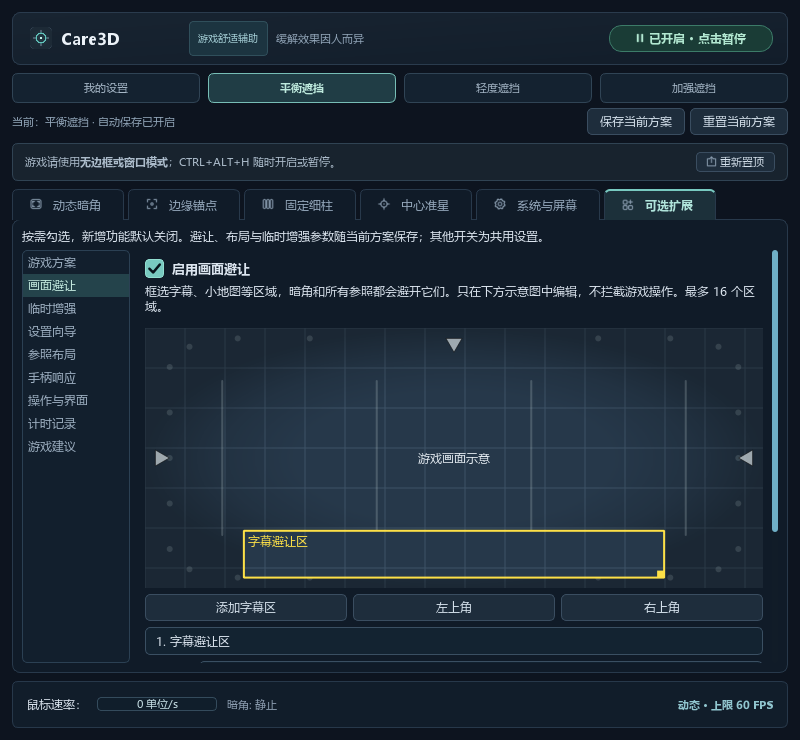 Care3D
游戏舒适辅助
缓解效果因人而异
已开启·点击暂停
我的设置
平衡遮挡
轻度遮挡
加强遮挡
当前：平衡遮挡 · 自动保存已开启
保存当前方案
重置当前方案
游戏请使用无边框或窗口模式；CTRL+ALT+H 随时开启或暂停。
重新置顶
动态暗角
边缘锚点
固定细柱
中心准星
系统与屏幕
可选扩展
按需勾选，新增功能默认关闭。避让、布局与临时增强参数随当前方案保存；其他开关为共用设置。
游戏方案
画面避让
临时增强
设置向导
参照布局
手柄响应
操作与界面
计时记录
游戏建议
启用画面避让
框选字幕、小地图等区域，暗角和所有参照都会避开它们。只在下方示意图中编辑，不拦截游戏操作。最多 16 个区
域。
游戏画面示意
字幕避让区
添加字幕区
左上角
右上角
1. 字幕避让区
鼠标速率：
0 单位/s
暗角: 静止
动态·上限 60 FPS